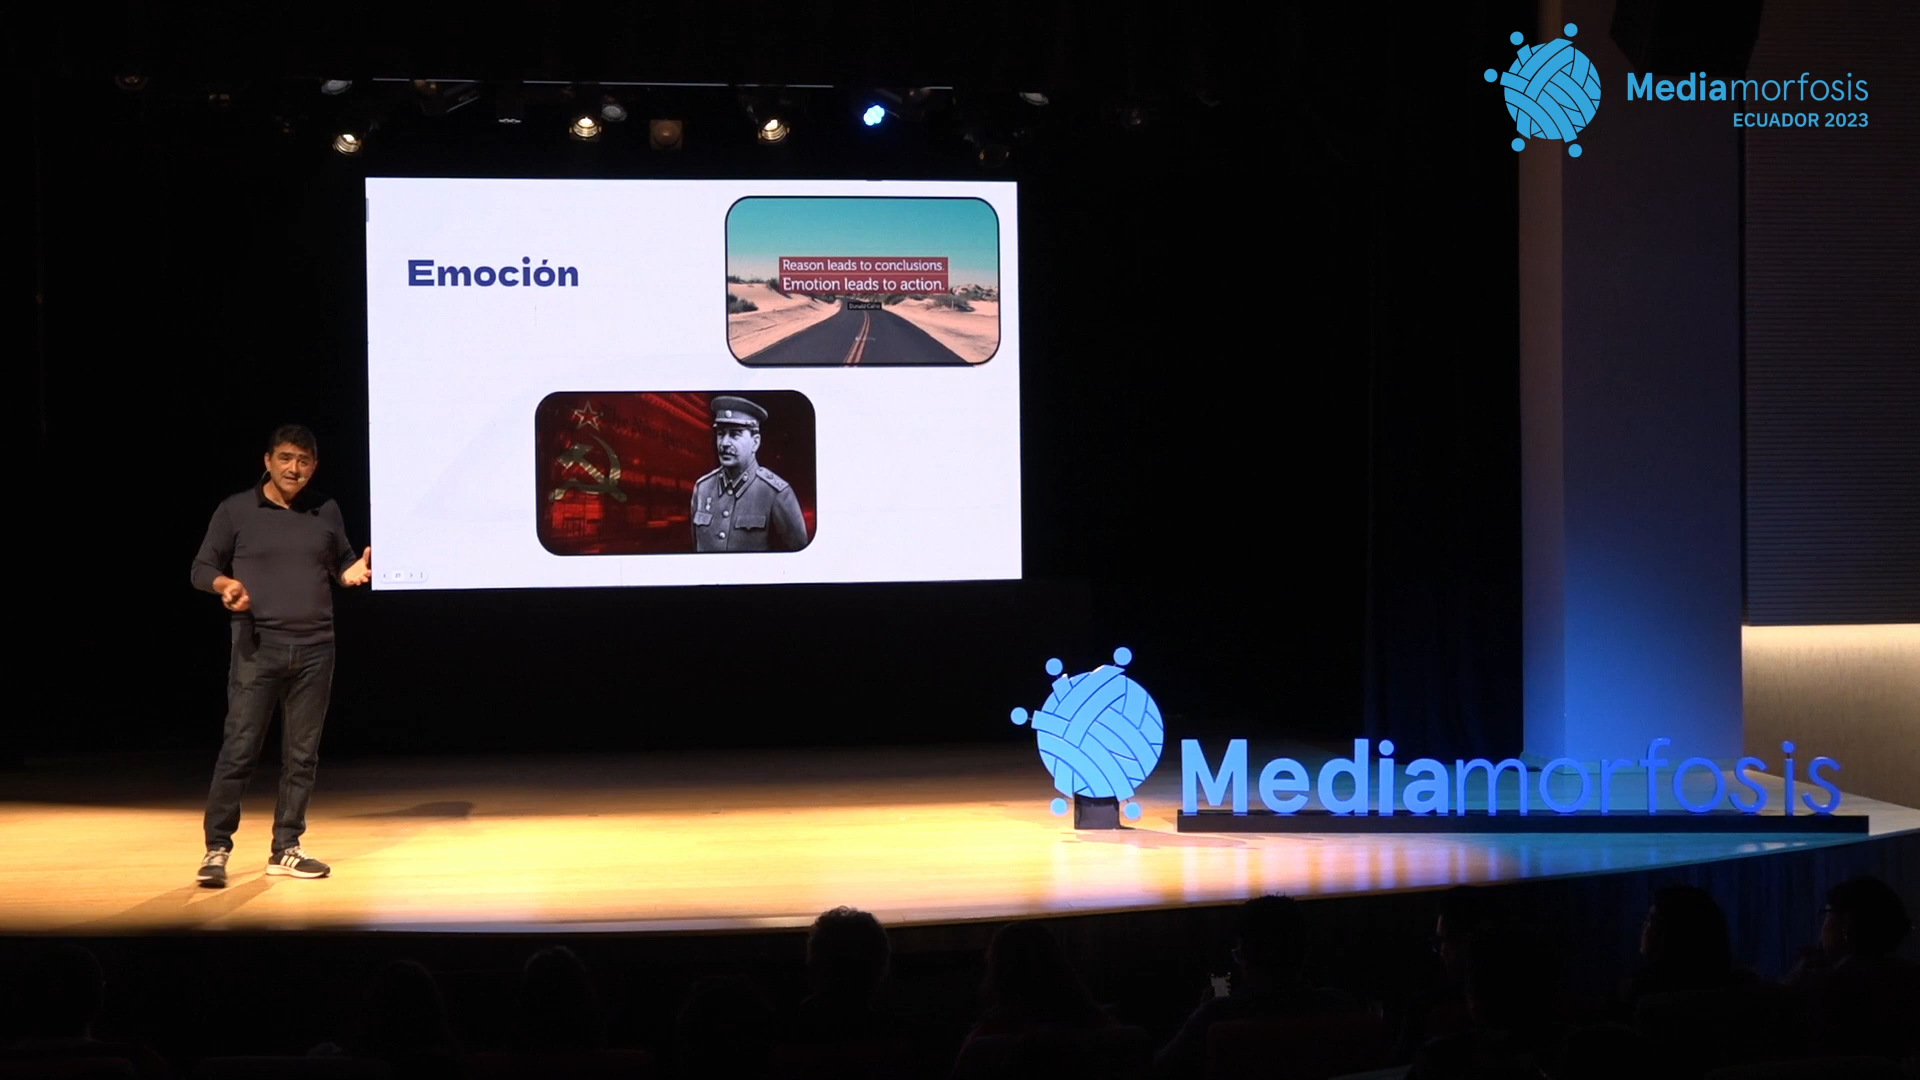 Mediamorfosis
ECUADOR 2023
Emoción
Reason leads to conclusions.
Emotion leads to action.
Mediamorfosis